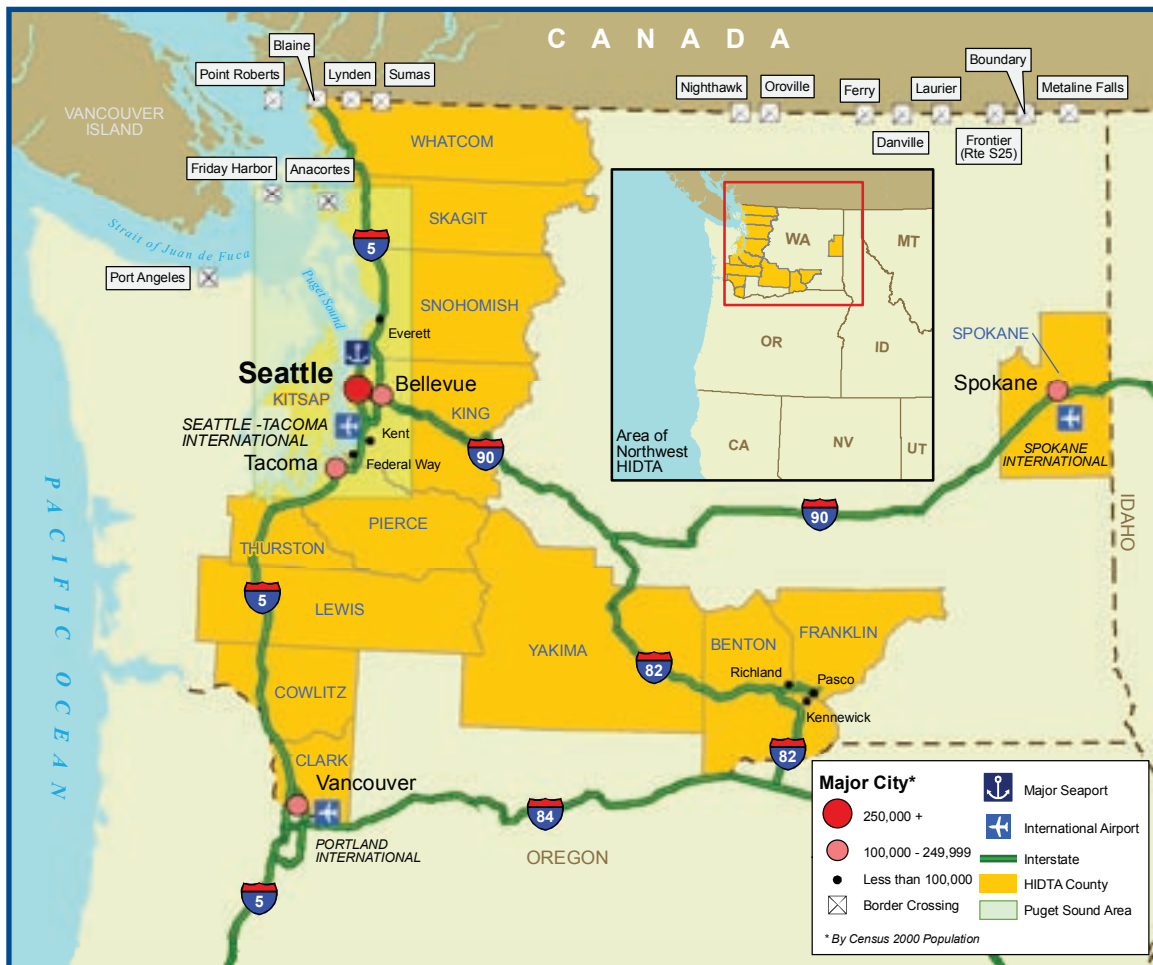 C A N A D A
Blaine
Boundary
Point Roberts
Lynden
Sumas
Nighthawk
Oroville
Ferry
Laurier
Metaline Falls
VANCOUVER
ISLAND
Danville
Frontier
(Rte S25)
WHATCOM
Friday Harbor
Anacortes
SKAGIT
Strait of Juan de Fuca
5
WA
MT
Port Angeles
Puget Sound
SNOHOMISH
Everett
OR
ID
SPOKANE
Seattle
Bellevue
Spokane
KITSAP
KING
SEATTLE -TACOMA
INTERNATIONAL
Kent
Area of
Northwest
HIDTA
CA
NV
UT
90
SPOKANE
INTERNATIONAL
Tacoma
Federal Way
90
IDAHO
PACIFIC OCEAN
PIERCE
THURSTON
5
LEWIS
YAKIMA
BENTON
FRANKLIN
82
Richland
Pasco
Kennewick
COWLITZ
82
CLARK
Vancouver
84
PORTLAND
INTERNATIONAL
OREGON
5
Major City*
250,000 +
100,000 - 249,999
Less than 100,000
Border Crossing
Major Seaport
International Airport
Interstate
HIDTA County
Puget Sound Area
* By Census 2000 Population